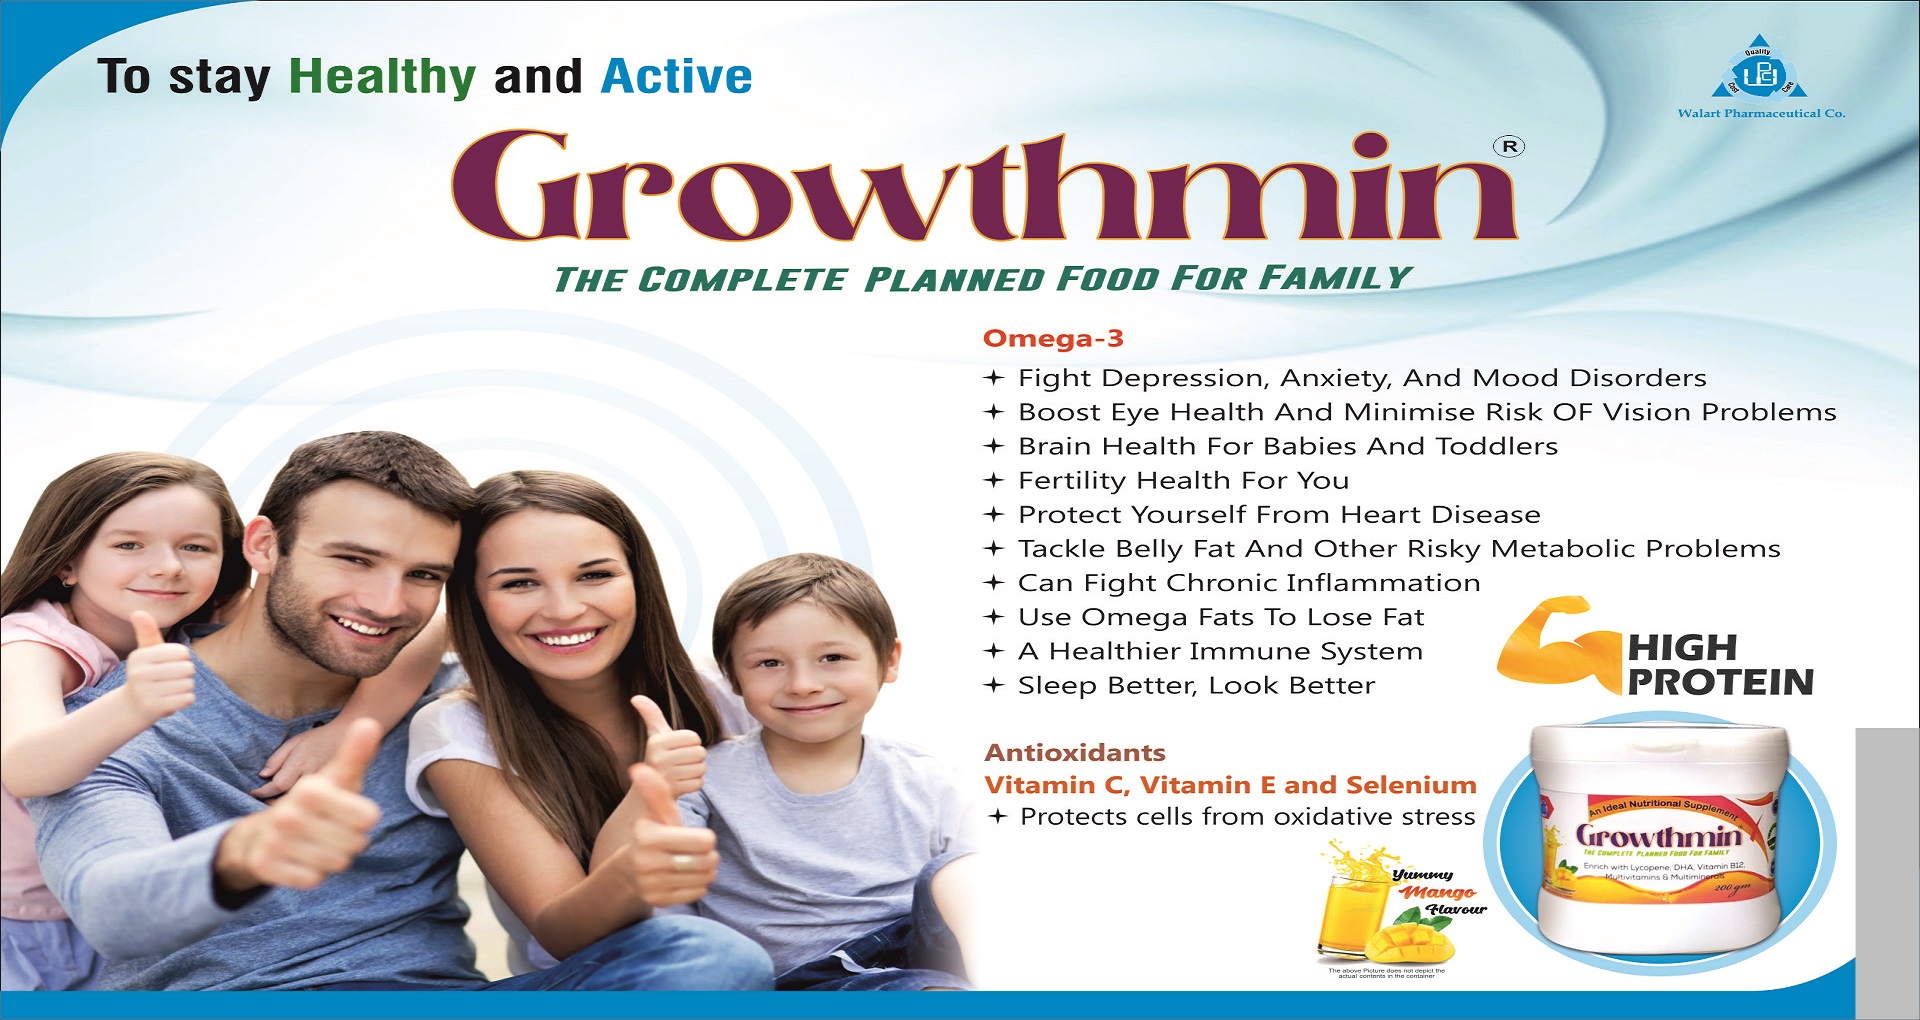 To stay Healthy and Active
Quality
Cost
Care
Walart Pharmaceutical Co.
Growthmin ®
THE COMPLETE PLANNED FOOD FOR FAMILY
Omega-3
Fight Depression, Anxiety, And Mood Disorders
Boost Eye Health And Minimise Risk OF Vision Problems
Brain Health For Babies And Toddlers
Fertility Health For You
Protect Yourself From Heart Disease
Tackle Belly Fat And Other Risky Metabolic Problems
Can Fight Chronic Inflammation
Use Omega Fats To Lose Fat
A Healthier Immune System
Sleep Better, Look Better
HIGH
PROTEIN
Antioxidants
Vitamin C, Vitamin E and Selenium
Protects cells from oxidative stress
Yummy
Mango
Flavour
The above Picture does not depict the
actual contents in the container
An Ideal Nutritional Supplement
Growthmin
THE COMPLETE PLANNED FOOD FOR FAMILY
Enrich with Lycopene, DHA, Vitamin B12,
Multivitamins & Multiminerals
200 gm